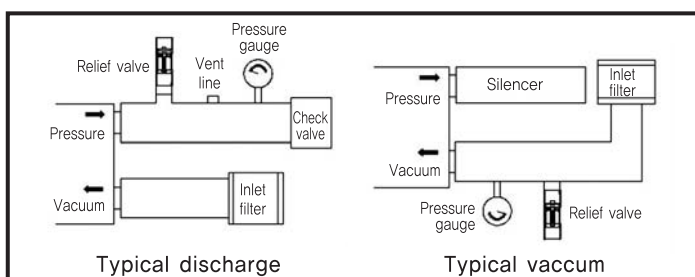 Relief valve
Vent
line
Pressure
gauge
Pressure
Check
valve
Vacuum
Inlet
filter
Typical discharge
Pressure
Silencer
Inlet
filter
Vacuum
Pressure
gauge
Relief valve
Typical vaccum